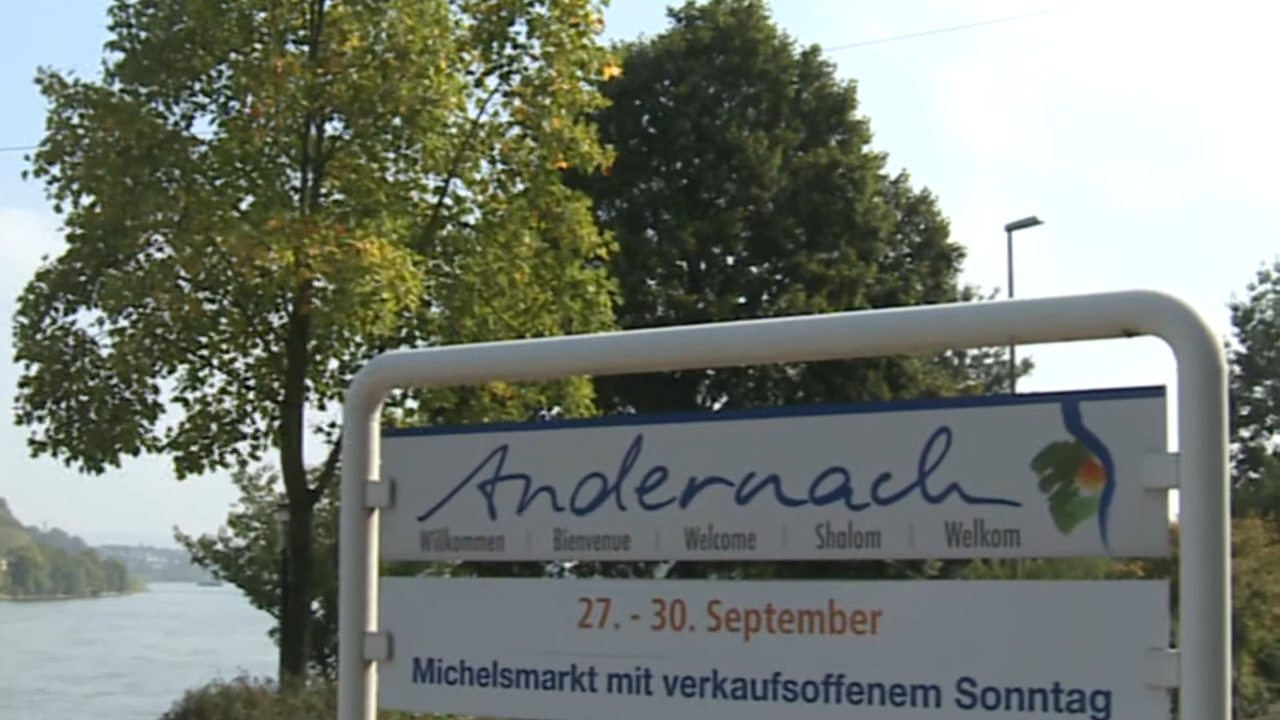 Andernach
Willkommen | Bienvenue | Welcome | Shalom | Welkom
27. - 30. September
Michelsmarkt mit verkaufsoffenem Sonntag